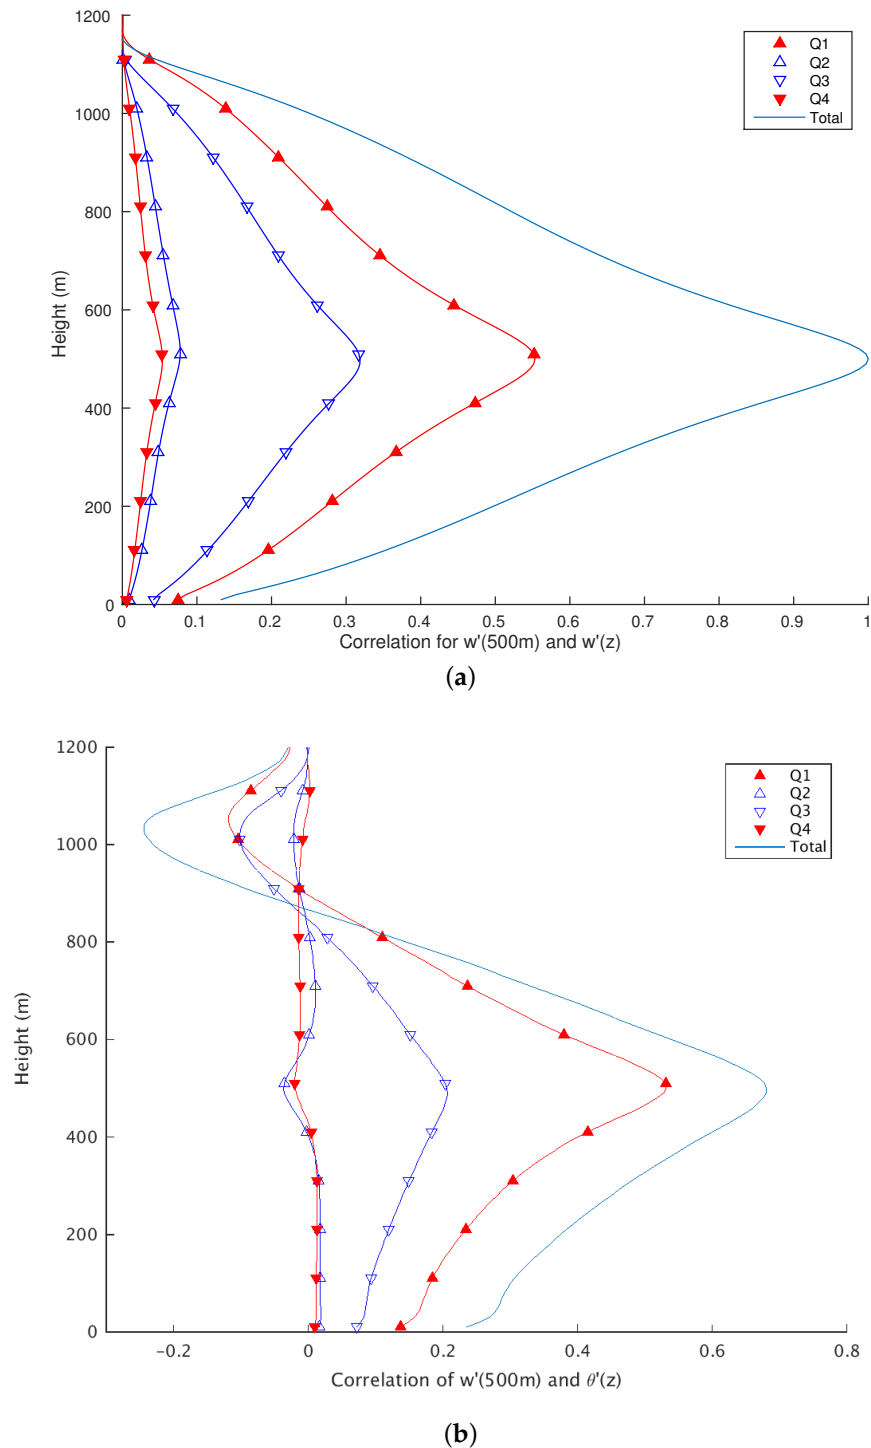 1200
1000
800
600
400
200
0
Height (m)
0 0.1 0.2 0.3 0.4 0.5 0.6 0.7 0.8 0.9 1
Correlation for w'(500m) and w'(z)
Q1
Q2
Q3
Q4
Total
(a)
1200
1000
800
600
400
200
0
Height (m)
-0.2 0 0.2 0.4 0.6 0.8
Correlation of w'(500m) and θ'(z)
Q1
Q2
Q3
Q4
Total
(b)